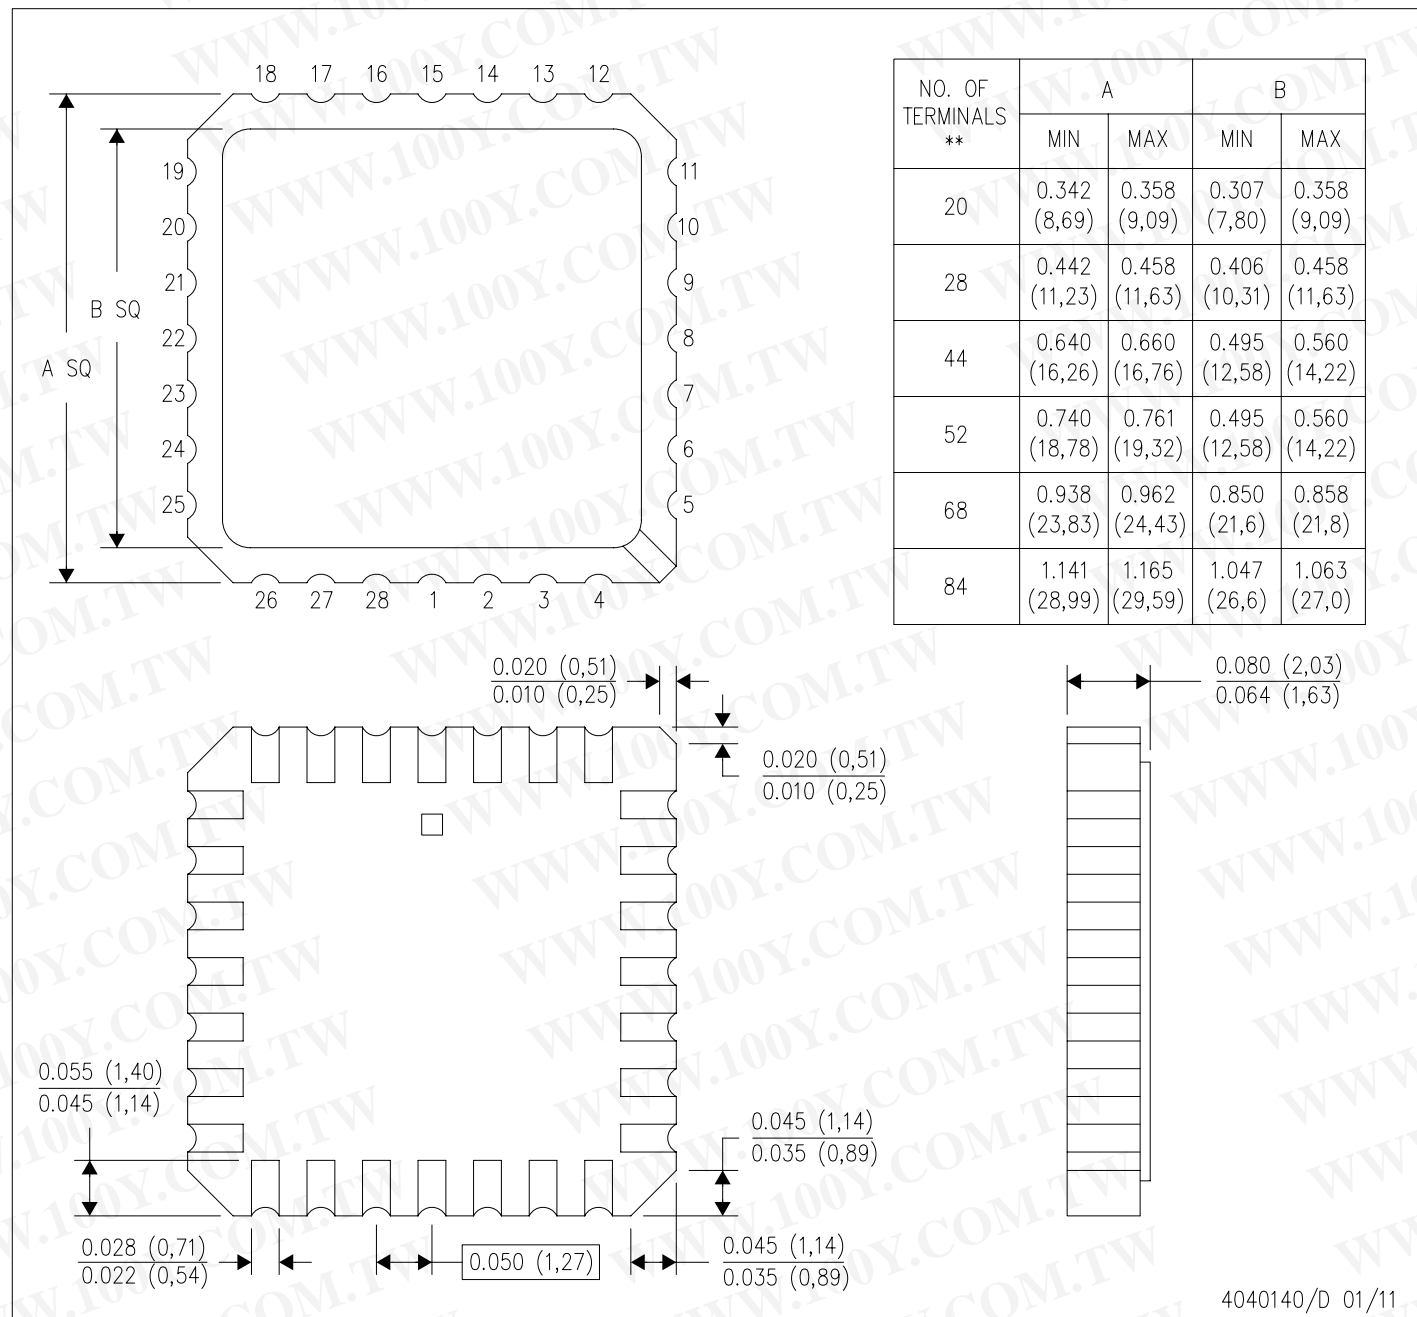 18 17 16 15 14 13 12
19
20
21
22
23
24
25
11
10
9
8
7
6
5
26 27 28 1 2 3 4
B SQ
A SQ
NO. OF TERMINALS ** A B
MIN MAX MIN MAX
20 0.342 (8,69) 0.358 (9,09) 0.307 (7,80) 0.358 (9,09)
28 0.442 (11,23) 0.458 (11,63) 0.406 (10,31) 0.458 (11,63)
44 0.640 (16,26) 0.660 (16,76) 0.495 (12,58) 0.560 (14,22)
52 0.740 (18,78) 0.761 (19,32) 0.495 (12,58) 0.560 (14,22)
68 0.938 (23,83) 0.962 (24,43) 0.850 (21,6) 0.858 (21,8)
84 1.141 (28,99) 1.165 (29,59) 1.047 (26,6) 1.063 (27,0)
0.020 (0,51)
0.010 (0,25)
0.080 (2,03)
0.064 (1,63)
0.020 (0,51)
0.010 (0,25)
0.055 (1,40)
0.045 (1,14)
0.045 (1,14)
0.035 (0,89)
0.028 (0,71)
0.022 (0,54)
0.050 (1,27)
0.045 (1,14)
0.035 (0,89)
4040140/D 01/11
WWW.100Y.COM.TW